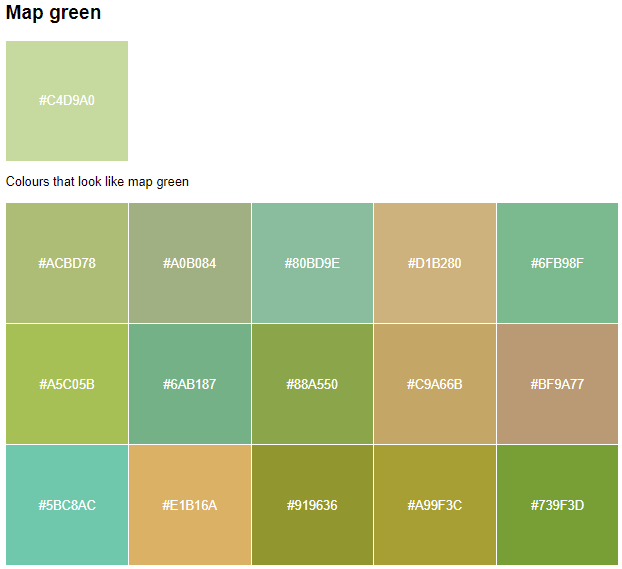 Map green
#C4D9A0
Colours that look like map green
#ACBD78 #A0B084 #80BD9E #D1B280 #6FB98F
#A5C05B #6AB187 #88A550 #C9A66B #BF9A77
#5BC8AC #E1B16A #919636 #A99F3C #739F3D